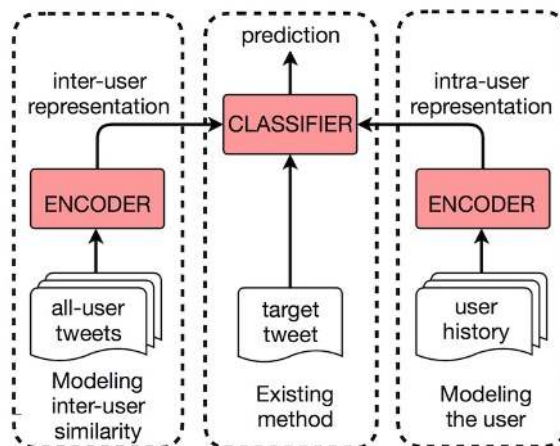 prediction
inter-user
representation
intra-user
representation
CLASSIFIER
ENCODER
ENCODER
all-user
tweets
target
tweet
user
history
Modeling
inter-user
similarity
Existing
method
Modeling
the user